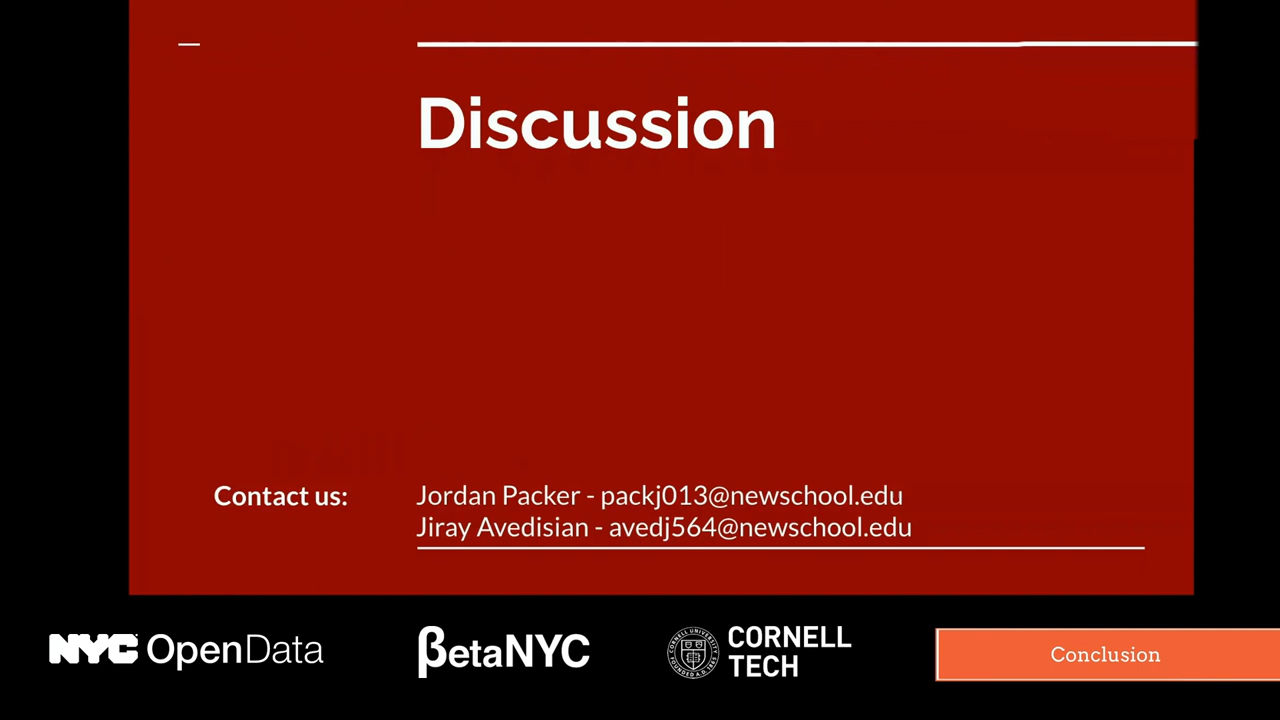 Discussion
Contact us:
Jordan Packer - packj013@newschool.edu
Jiray Avedisian - avedj564@newschool.edu
NYC OpenData
βetaNYC
CORNELL
TECH
Conclusion